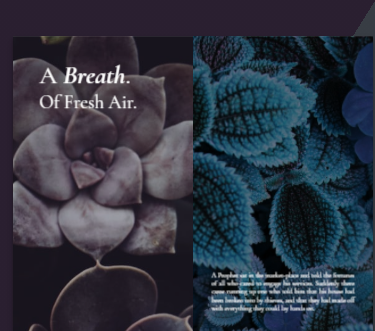 A Breath.
Of Fresh Air.
A Prophet sat in the market-place and told the fortunes
of all who cared to engage his services. Suddenly there
came running up one who told him that his house had
been broken into by thieves, and that they had made off
with everything they could lay hands on.